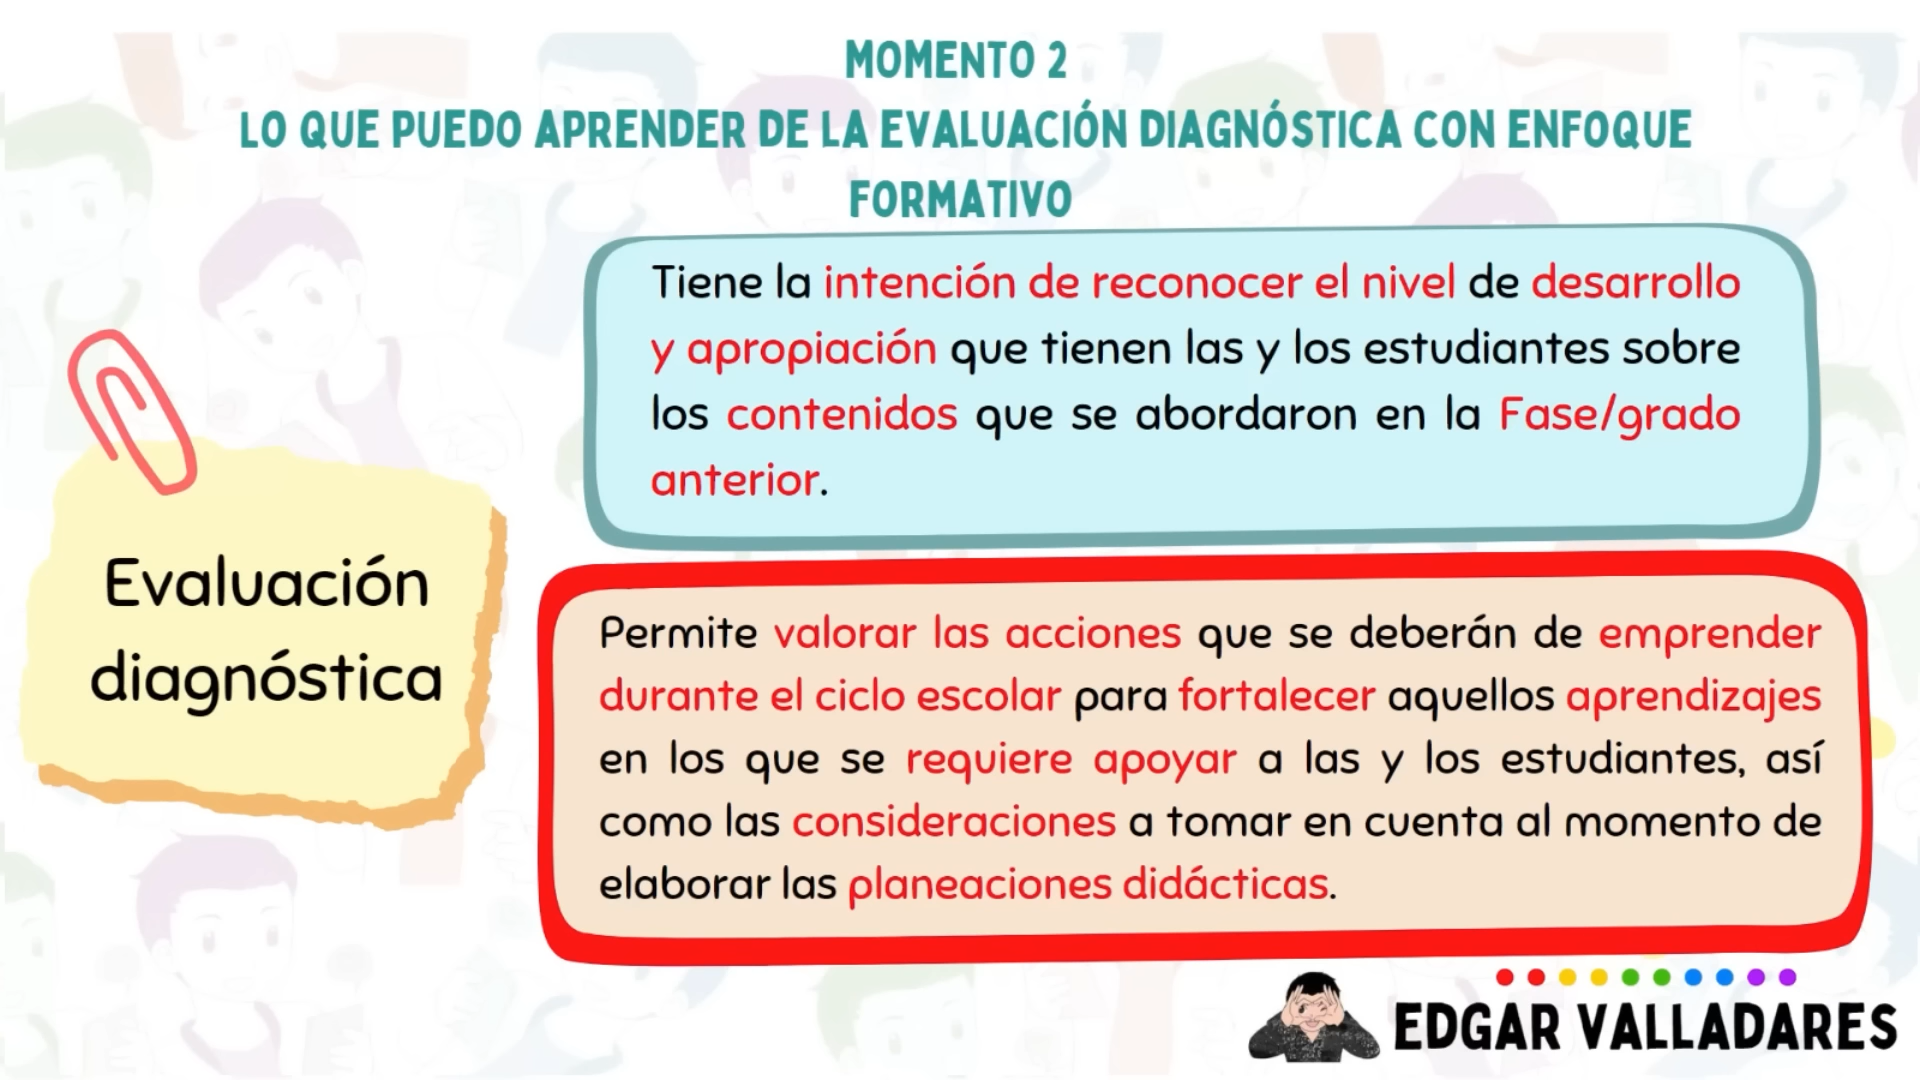 MOMENTO 2
LO QUE PUEDO APRENDER DE LA EVALUACIÓN DIAGNÓSTICA CON ENFOQUE
FORMATIVO
Tiene la intención de reconocer el nivel de desarrollo
y apropiación que tienen las y los estudiantes sobre
los contenidos que se abordaron en la Fase/grado
anterior.
Evaluación
diagnóstica
Permite valorar las acciones que se deberán de emprender
durante el ciclo escolar para fortalecer aquellos aprendizajes
en los que se requiere apoyar a las y los estudiantes, así
como las consideraciones a tomar en cuenta al momento de
elaborar las planeaciones didácticas.
EDGAR VALLADARES